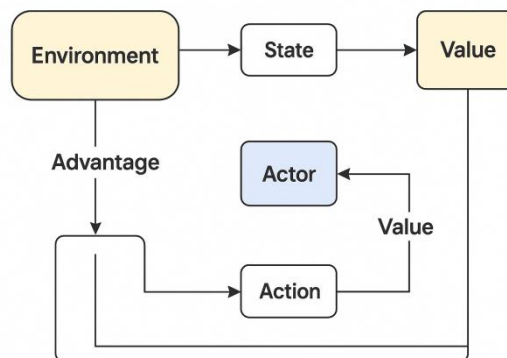 Environment
State
Value
Advantage
Actor
Value
Action